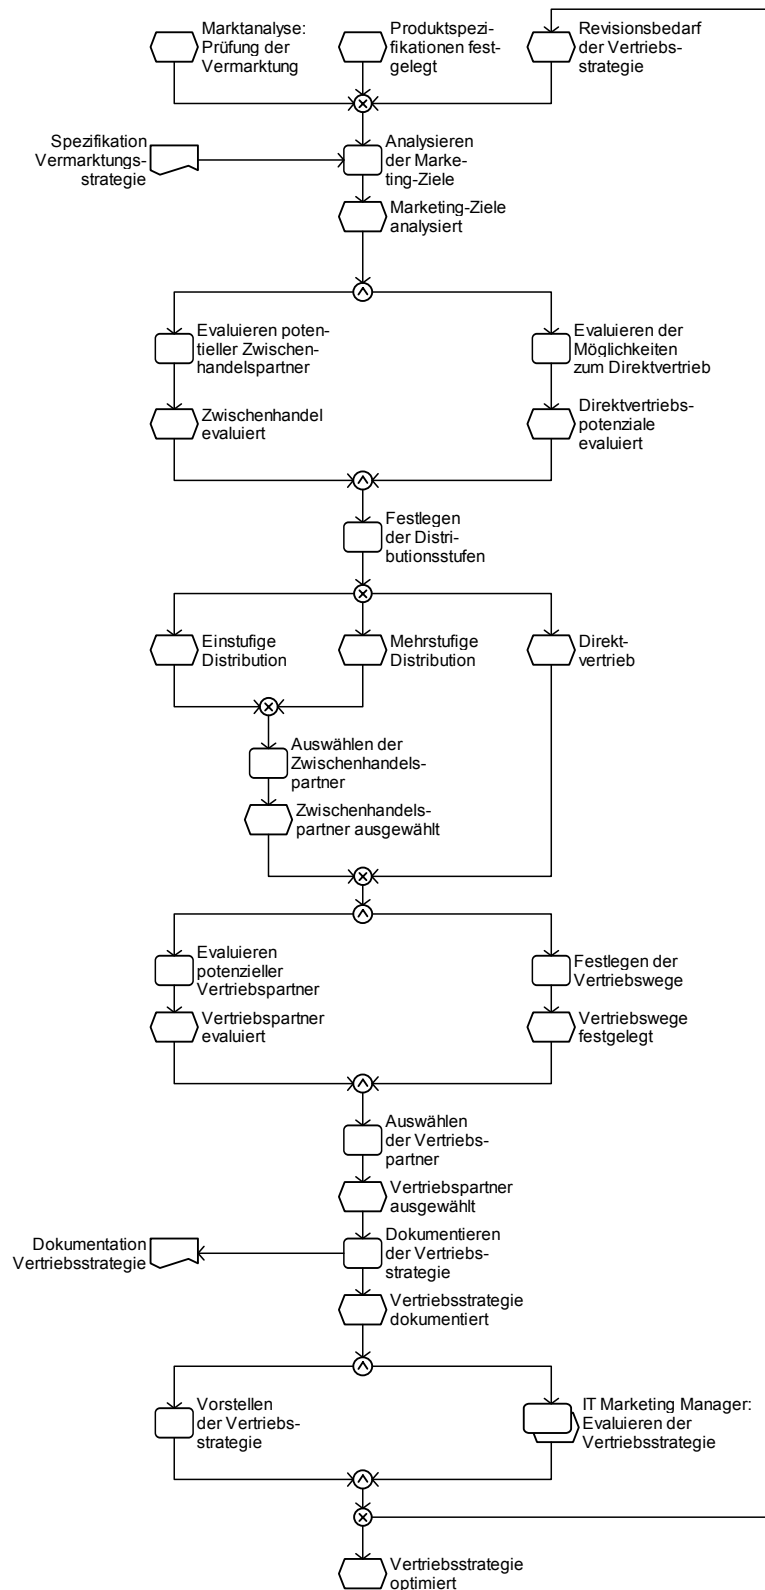 Marktanalyse:
Prüfung der
Vermarktung
Produktspezi-
fikationen fest-
gelegt
Revisionsbedarf
der Vertriebs-
strategie
Spezifikation
Vermarktungs-
strategie
Analysieren
der Marke-
ting-Ziele
Marketing-Ziele
analysiert
Evaluieren poten-
tieller Zwischen-
handelspartner
Evaluieren der
Möglichkeiten
zum Direktvertrieb
Zwischenhandel
evaluiert
Direktvertriebs-
potenziale
evaluiert
Festlegen
der Distri-
butionsstufen
Einstufige
Distribution
Mehrstufige
Distribution
Direkt-
vertrieb
Auswählen der
Zwischenhandels-
partner
Zwischenhandels-
partner ausgewählt
Evaluieren
potenzieller
Vertriebspartner
Festlegen der
Vertriebswege
Vertriebspartner
evaluiert
Vertriebswege
festgelegt
Auswählen
der Vertriebs-
partner
Vertriebspartner
ausgewählt
Dokumentation
Vertriebsstrategie
Dokumentieren
der Vertriebs-
strategie
Vertriebsstrategie
dokumentiert
Vorstellen
der Vertriebs-
strategie
IT Marketing Manager:
Evaluieren der
Vertriebsstrategie
Vertriebsstrategie
optimiert